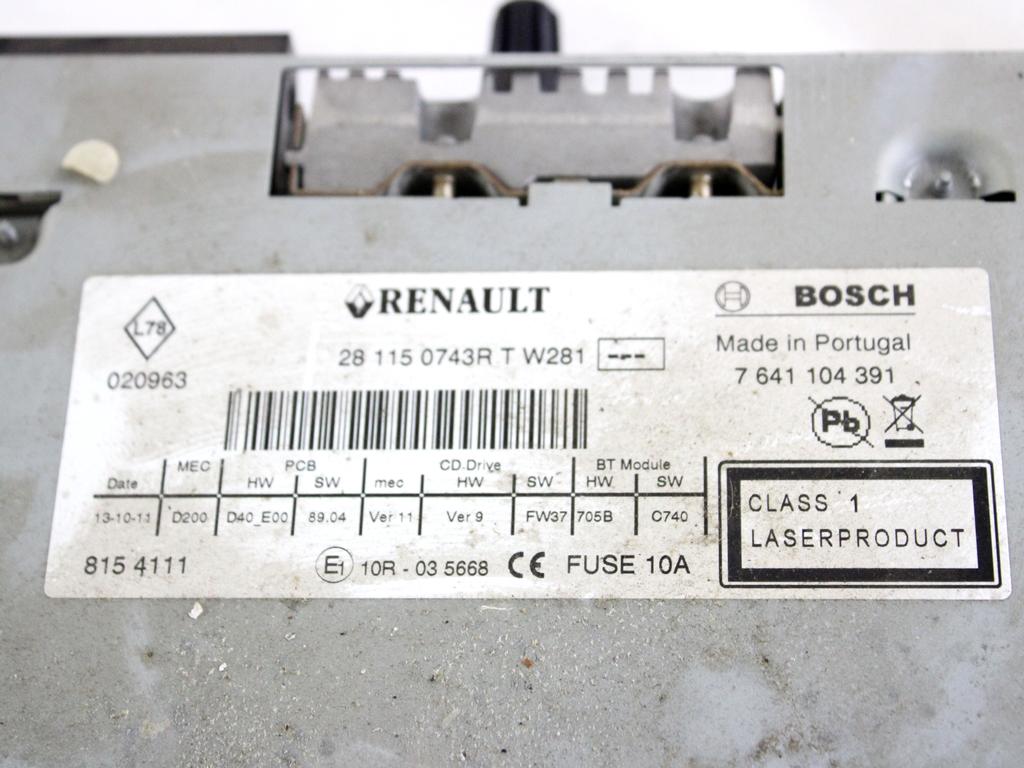 L78
020963
RENAULT
28 115 0743R T W281 ---
BOSCH
Made in Portugal
7 641 104 391
Pb
MEC PCB CD Drive BT Module
Date HW SW mec HW SW HW SW
13-10-11 D200 D40_E00 89.04 Ver 11 Ver 9 FW37 705B C740
815 4111
E1 10R - 03 5668 CE FUSE 10A
CLASS 1
LASERPRODUCT